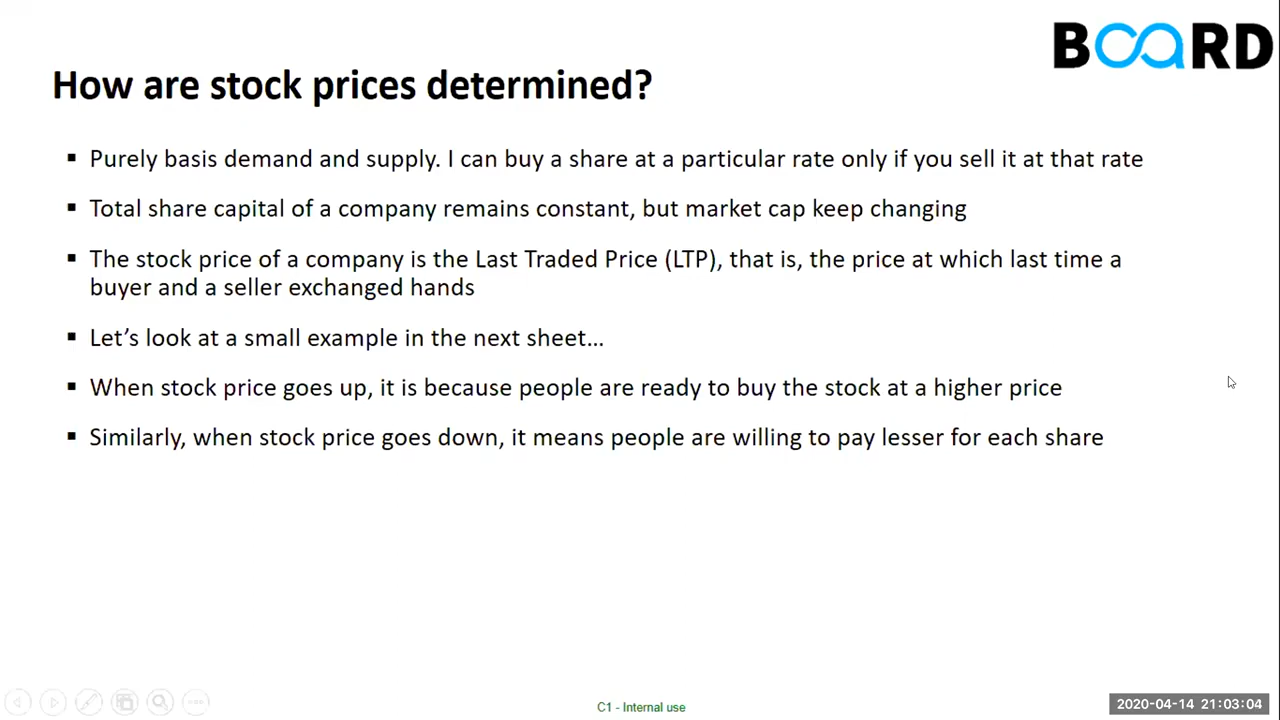 BOARD
How are stock prices determined?
▪ Purely basis demand and supply. I can buy a share at a particular rate only if you sell it at that rate
▪ Total share capital of a company remains constant, but market cap keep changing
▪ The stock price of a company is the Last Traded Price (LTP), that is, the price at which last time a
buyer and a seller exchanged hands
▪ Let’s look at a small example in the next sheet…
▪ When stock price goes up, it is because people are ready to buy the stock at a higher price
▪ Similarly, when stock price goes down, it means people are willing to pay lesser for each share
C1 - Internal use
2020-04-14 21:03:04